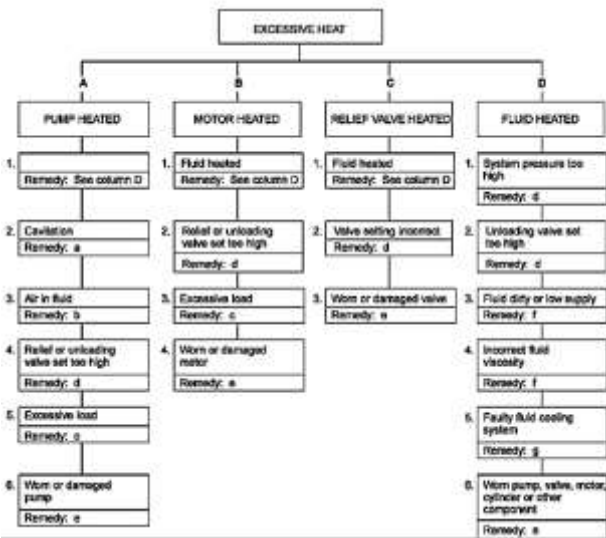 EXCESSIVE HEAT
A
B
C
D
PUMP HEATED
MOTOR HEATED
RELIEF VALVE HEATED
FLUID HEATED
1.
Remedy: See column D
2. Cavitation
Remedy: a
3. Air in fluid
Remedy: b
4. Relief or unloading
valve set too high
Remedy: d
5. Excessive load
Remedy: c
6. Worn or damaged
pump
Remedy: e
1. Fluid heated
Remedy: See column D
2. Relief or unloading
valve set too high
Remedy: d
3. Excessive load
Remedy: c
4. Worn or damaged
motor
Remedy: e
1. Fluid heated
Remedy: See column D
2. Valve setting incorrect
Remedy: d
3. Worn or damaged valve
Remedy: e
1. System pressure too
high
Remedy: d
2. Unloading valve set
too high
Remedy: d
3. Fluid dirty or low supply
Remedy: f
4. Incorrect fluid
viscosity
Remedy: f
5. Faulty fluid cooling
system
Remedy: g
6. Worn pump, valve, motor,
cylinder or other
component
Remedy: e